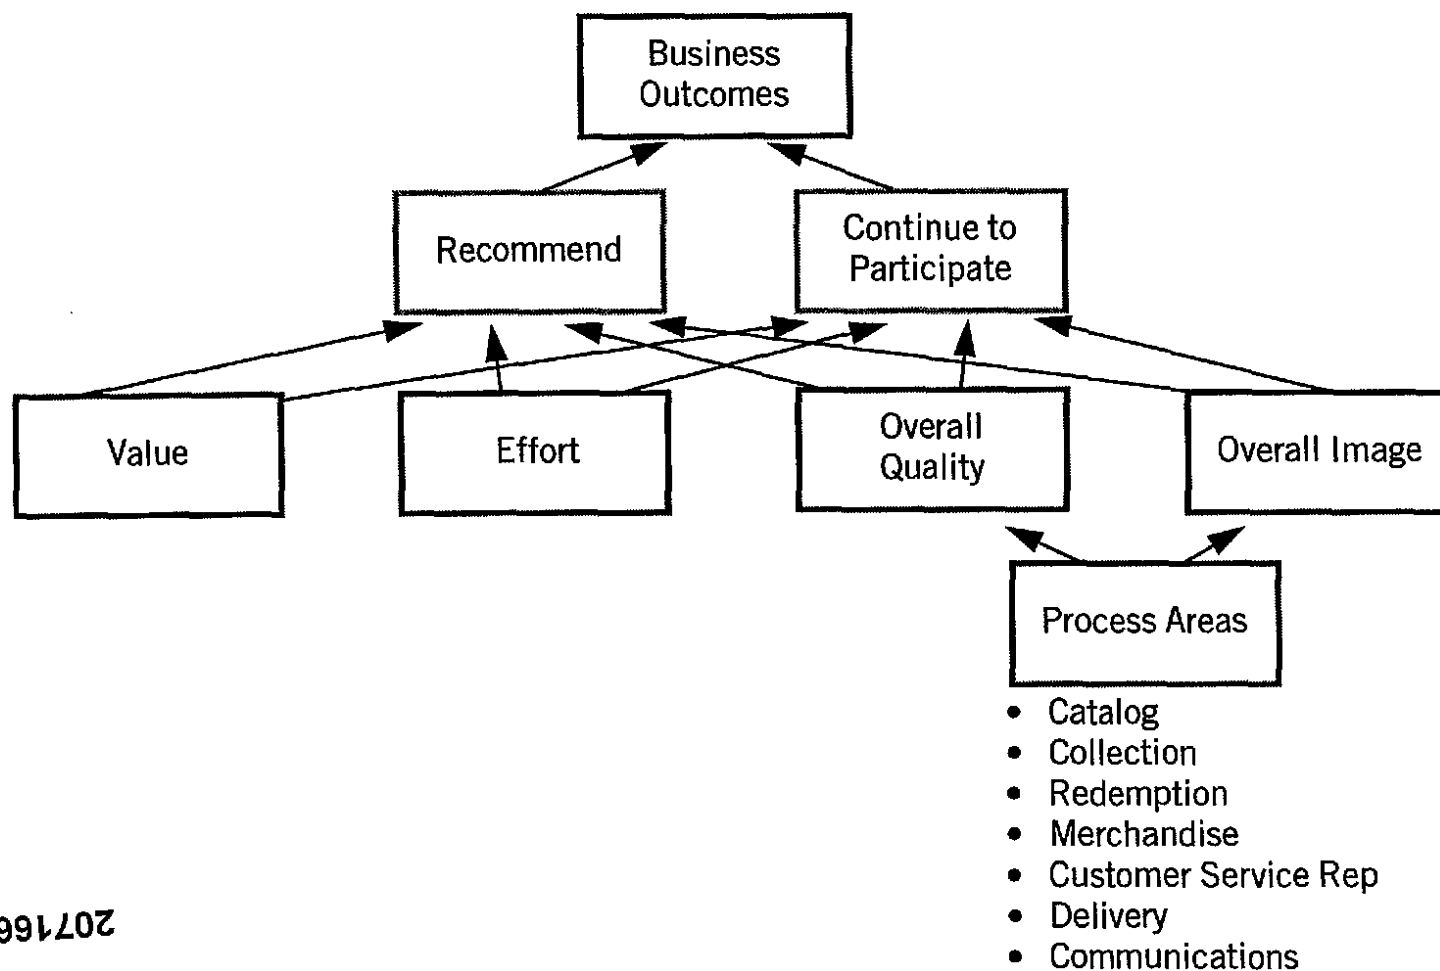 Business
Outcomes
Recommend
Continue to
Participate
Value
Effort
Overall
Quality
Overall Image
Process Areas
• Catalog
• Collection
• Redemption
• Merchandise
• Customer Service Rep
• Delivery
• Communications
207166